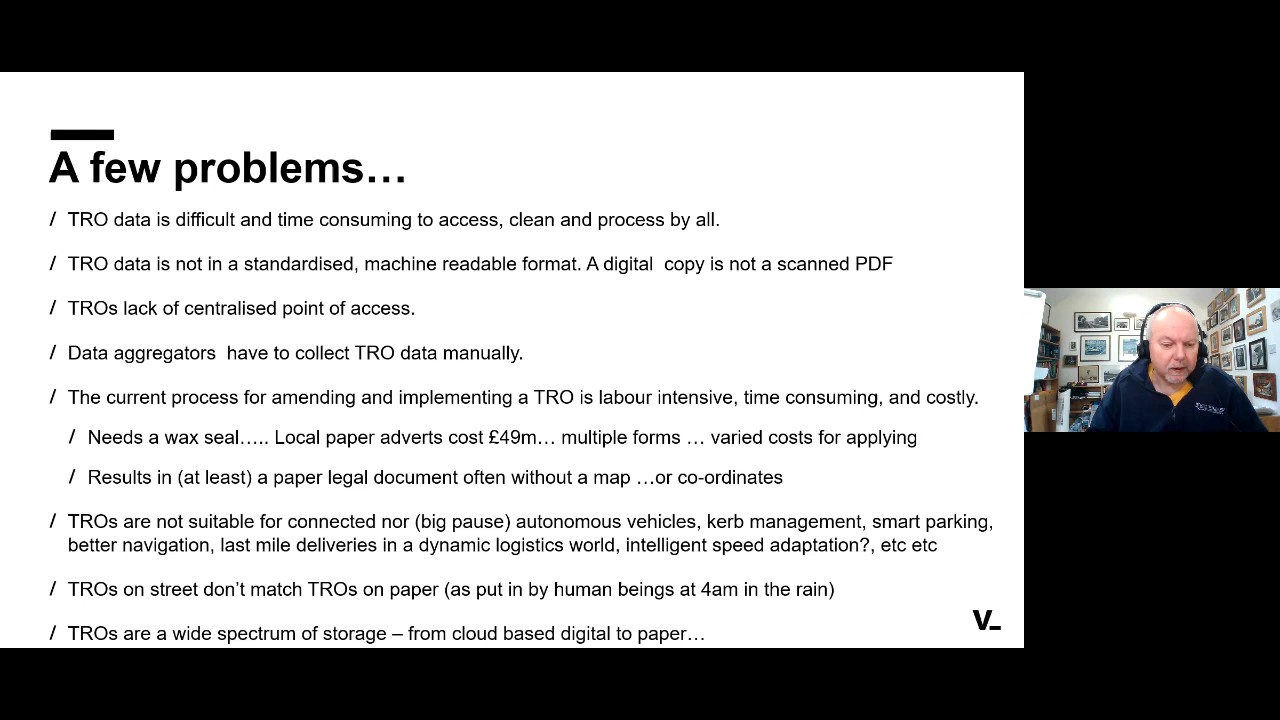 A few problems…
/ TRO data is difficult and time consuming to access, clean and process by all.
/ TRO data is not in a standardised, machine readable format. A digital  copy is not a scanned PDF
/ TROs lack of centralised point of access.
/ Data aggregators  have to collect TRO data manually.
/ The current process for amending and implementing a TRO is labour intensive, time consuming, and costly.
/ Needs a wax seal….. Local paper adverts cost £49m… multiple forms … varied costs for applying
/ Results in (at least) a paper legal document often without a map …or co-ordinates
/ TROs are not suitable for connected nor (big pause) autonomous vehicles, kerb management, smart parking,
better navigation, last mile deliveries in a dynamic logistics world, intelligent speed adaptation?, etc etc
/ TROs on street don’t match TROs on paper (as put in by human beings at 4am in the rain)
/ TROs are a wide spectrum of storage – from cloud based digital to paper…
V_